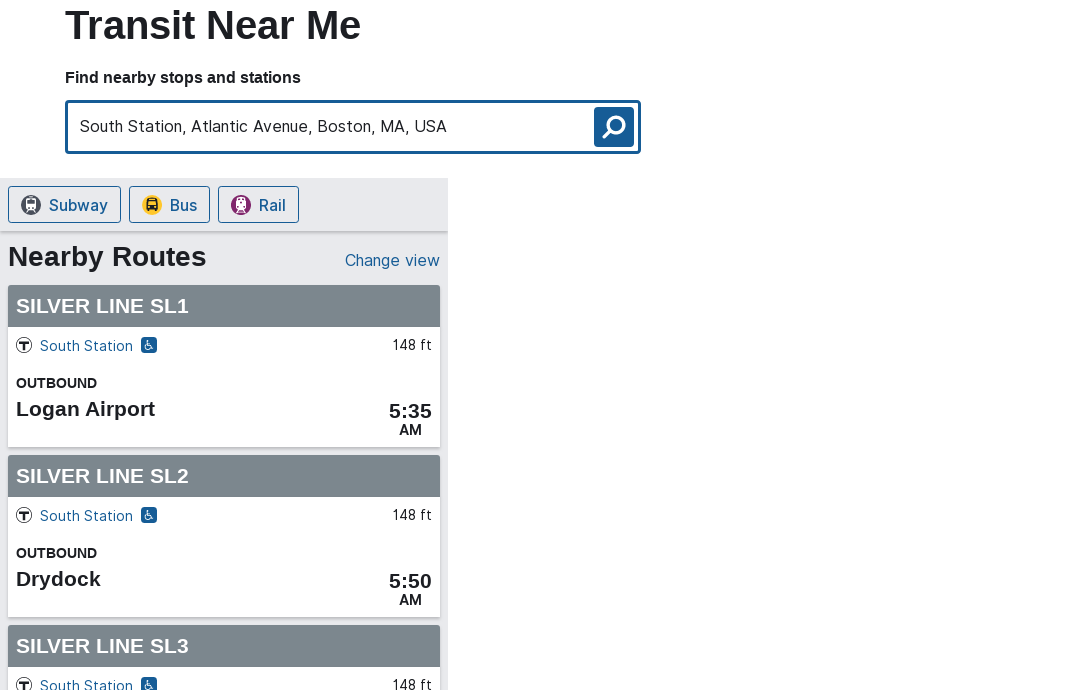 Transit Near Me
Find nearby stops and stations
South Station, Atlantic Avenue, Boston, MA, USA
Subway Bus Rail
Nearby Routes Change view
SILVER LINE SL1
T South Station 148 ft
OUTBOUND
Logan Airport 5:35
AM
SILVER LINE SL2
T South Station 148 ft
OUTBOUND
Drydock 5:50
AM
SILVER LINE SL3
T South Station 148 ft